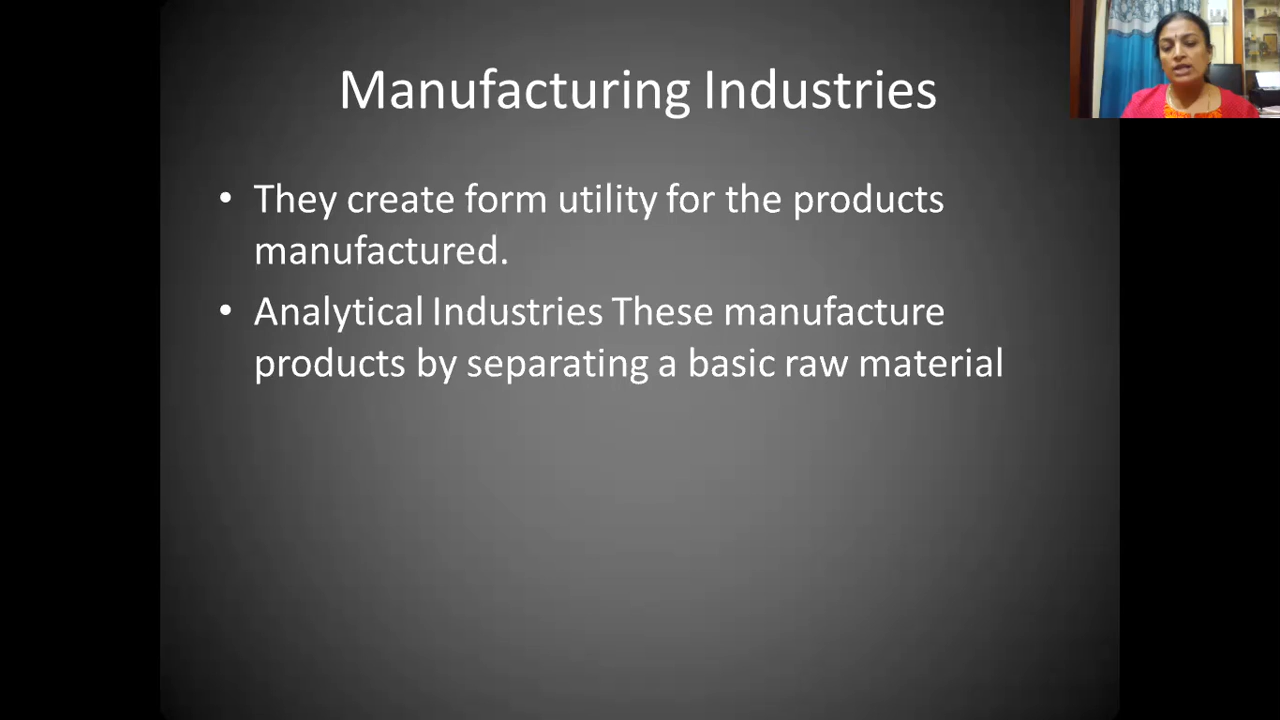 Manufacturing Industries
• They create form utility for the products
manufactured.
• Analytical Industries These manufacture
products by separating a basic raw material